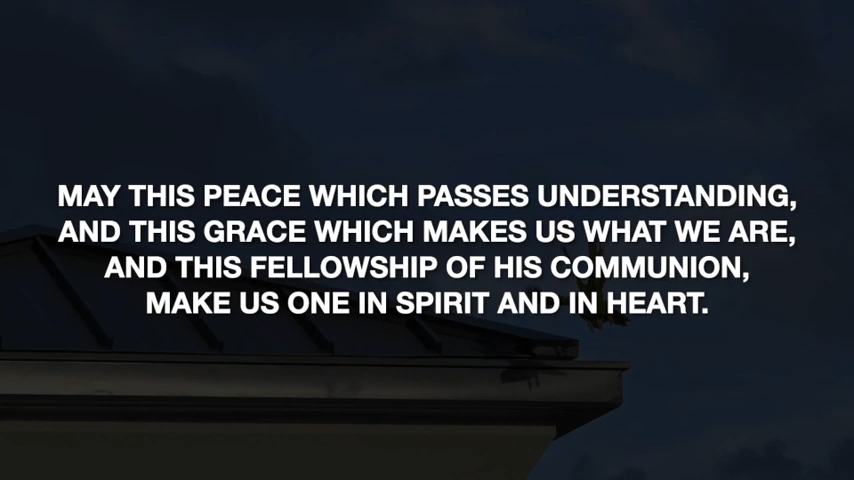 MAY THIS PEACE WHICH PASSES UNDERSTANDING,
AND THIS GRACE WHICH MAKES US WHAT WE ARE,
AND THIS FELLOWSHIP OF HIS COMMUNION,
MAKE US ONE IN SPIRIT AND IN HEART.